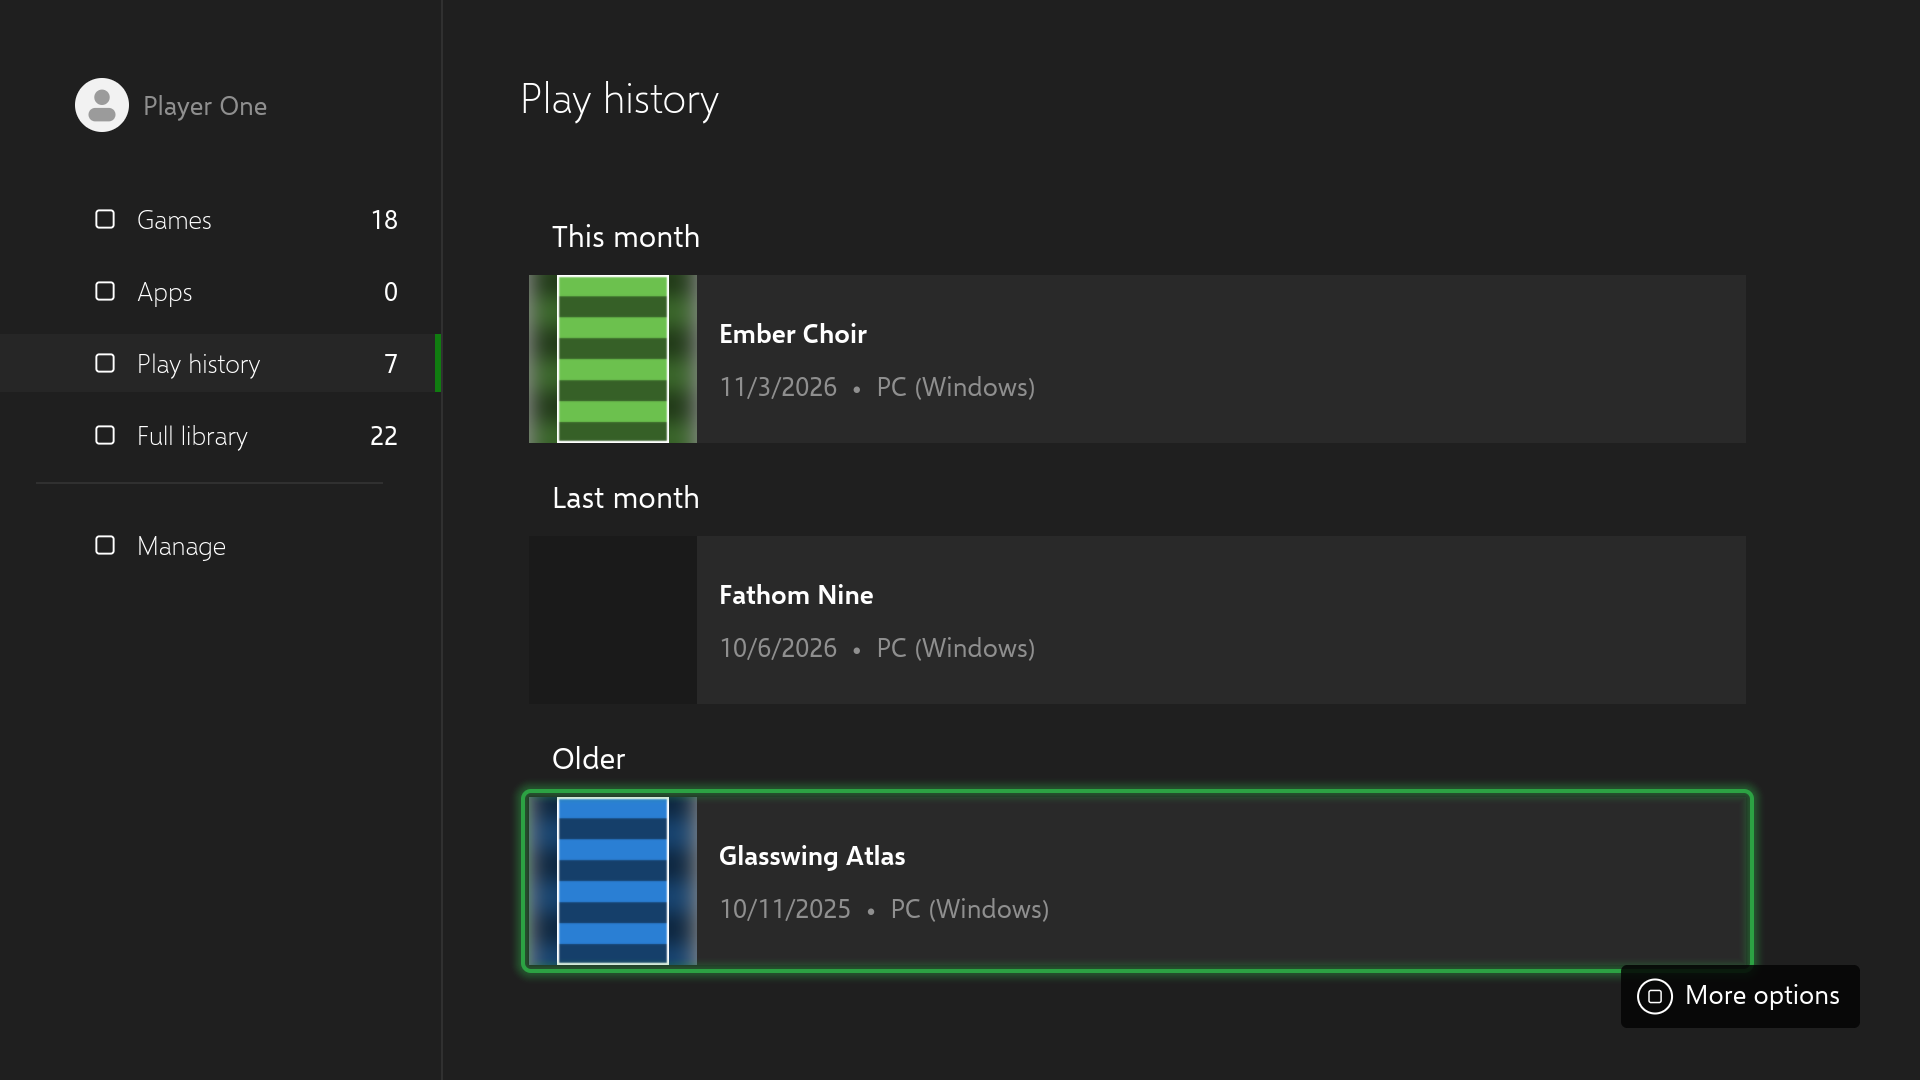 Player One
Games 18
Apps 0
Play history 7
Full library 22
Manage
Play history
This month
Ember Choir
11/3/2026 • PC (Windows)
Last month
Fathom Nine
10/6/2026 • PC (Windows)
Older
Glasswing Atlas
10/11/2025 • PC (Windows)
More options